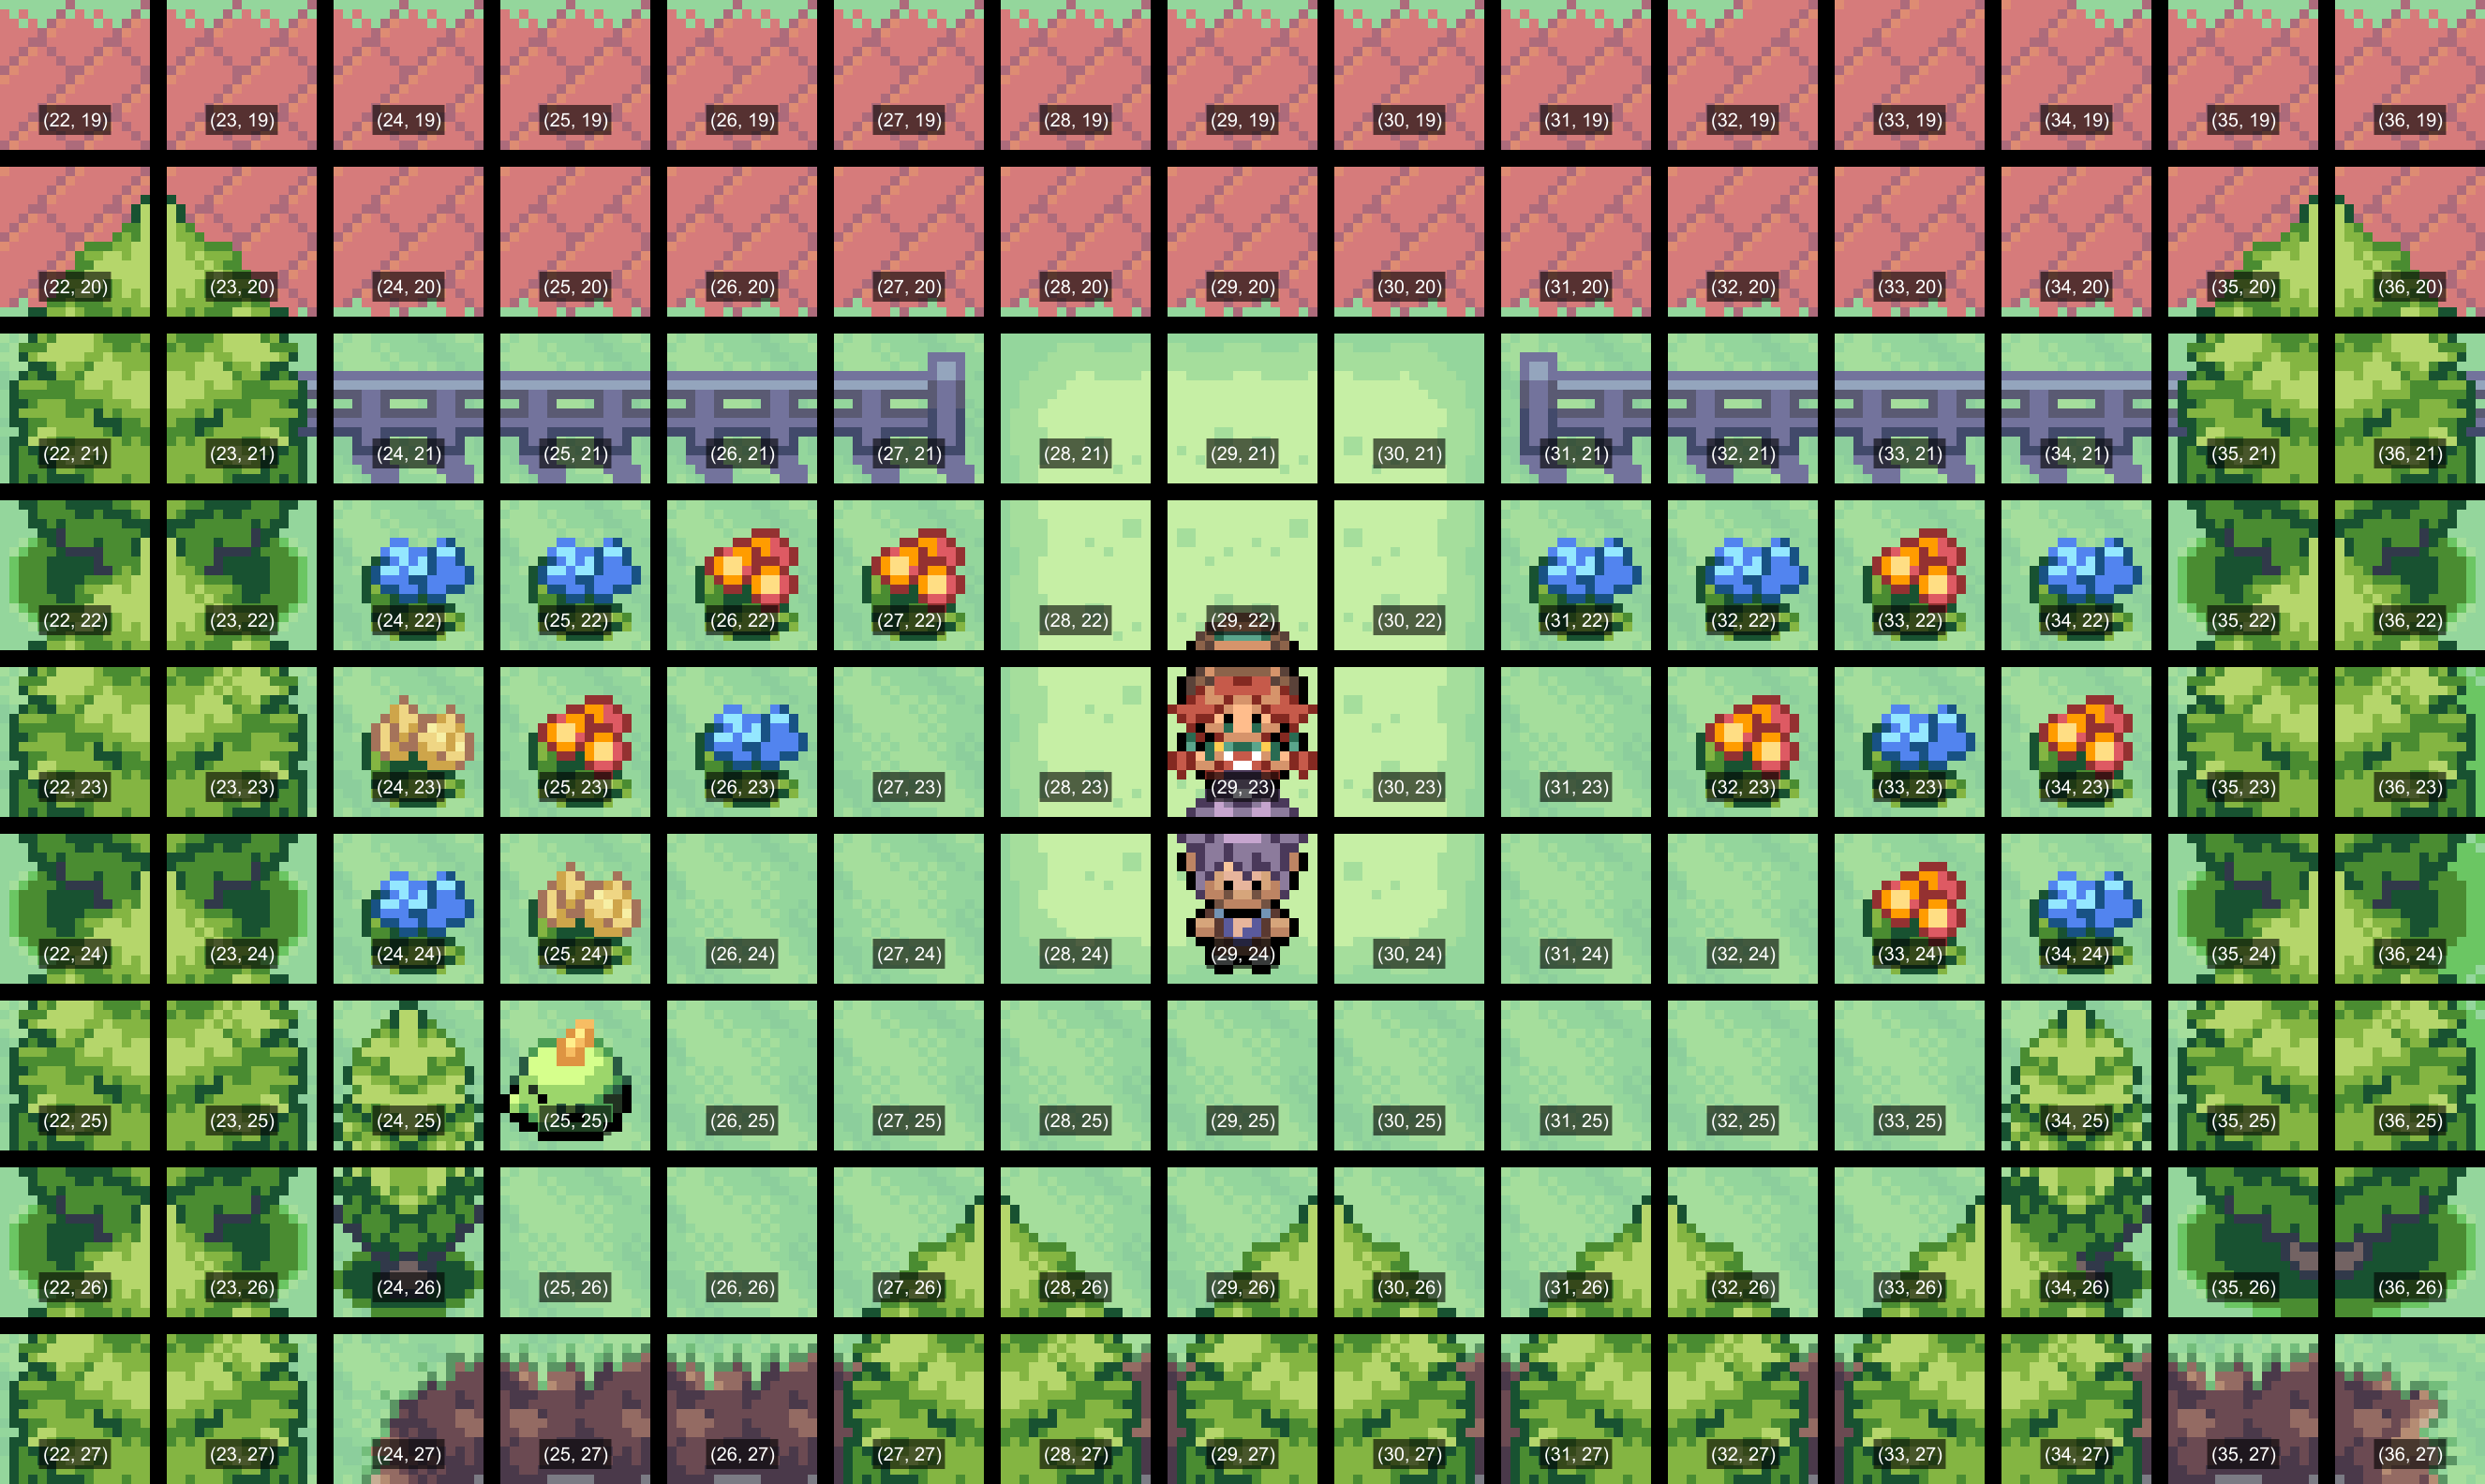 (22, 19) (23, 19) (24, 19) (25, 19) (26, 19) (27, 19) (28, 19) (29, 19) (30, 19) (31, 19) (32, 19) (33, 19) (34, 19) (35, 19) (36, 19)
(22, 20) (23, 20) (24, 20) (25, 20) (26, 20) (27, 20) (28, 20) (29, 20) (30, 20) (31, 20) (32, 20) (33, 20) (34, 20) (35, 20) (36, 20)
(22, 21) (23, 21) (24, 21) (25, 21) (26, 21) (27, 21) (28, 21) (29, 21) (30, 21) (31, 21) (32, 21) (33, 21) (34, 21) (35, 21) (36, 21)
(22, 22) (23, 22) (24, 22) (25, 22) (26, 22) (27, 22) (28, 22) (29, 22) (30, 22) (31, 22) (32, 22) (33, 22) (34, 22) (35, 22) (36, 22)
(22, 23) (23, 23) (24, 23) (25, 23) (26, 23) (27, 23) (28, 23) (29, 23) (30, 23) (31, 23) (32, 23) (33, 23) (34, 23) (35, 23) (36, 23)
(22, 24) (23, 24) (24, 24) (25, 24) (26, 24) (27, 24) (28, 24) (29, 24) (30, 24) (31, 24) (32, 24) (33, 24) (34, 24) (35, 24) (36, 24)
(22, 25) (23, 25) (24, 25) (25, 25) (26, 25) (27, 25) (28, 25) (29, 25) (30, 25) (31, 25) (32, 25) (33, 25) (34, 25) (35, 25) (36, 25)
(22, 26) (23, 26) (24, 26) (25, 26) (26, 26) (27, 26) (28, 26) (29, 26) (30, 26) (31, 26) (32, 26) (33, 26) (34, 26) (35, 26) (36, 26)
(22, 27) (23, 27) (24, 27) (25, 27) (26, 27) (27, 27) (28, 27) (29, 27) (30, 27) (31, 27) (32, 27) (33, 27) (34, 27) (35, 27) (36, 27)